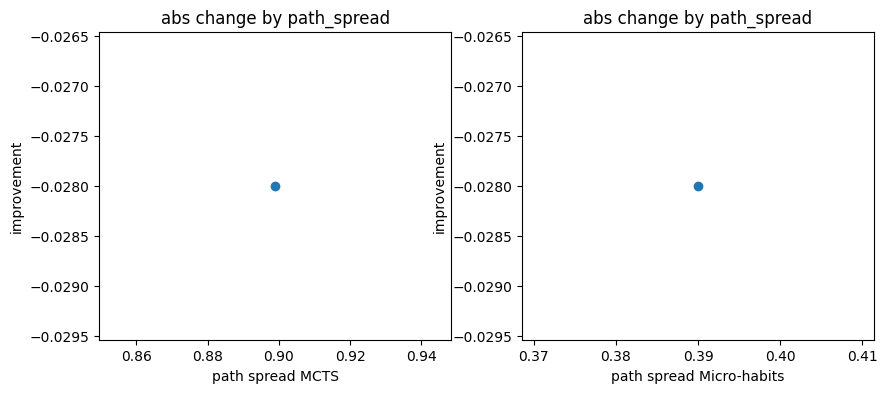 abs change by path_spread
−0.0265
−0.0270
−0.0275
−0.0280
−0.0285
−0.0290
−0.0295
improvement
0.86 0.88 0.90 0.92 0.94
path spread MCTS
abs change by path_spread
−0.0265
−0.0270
−0.0275
−0.0280
−0.0285
−0.0290
−0.0295
improvement
0.37 0.38 0.39 0.40 0.41
path spread Micro-habits